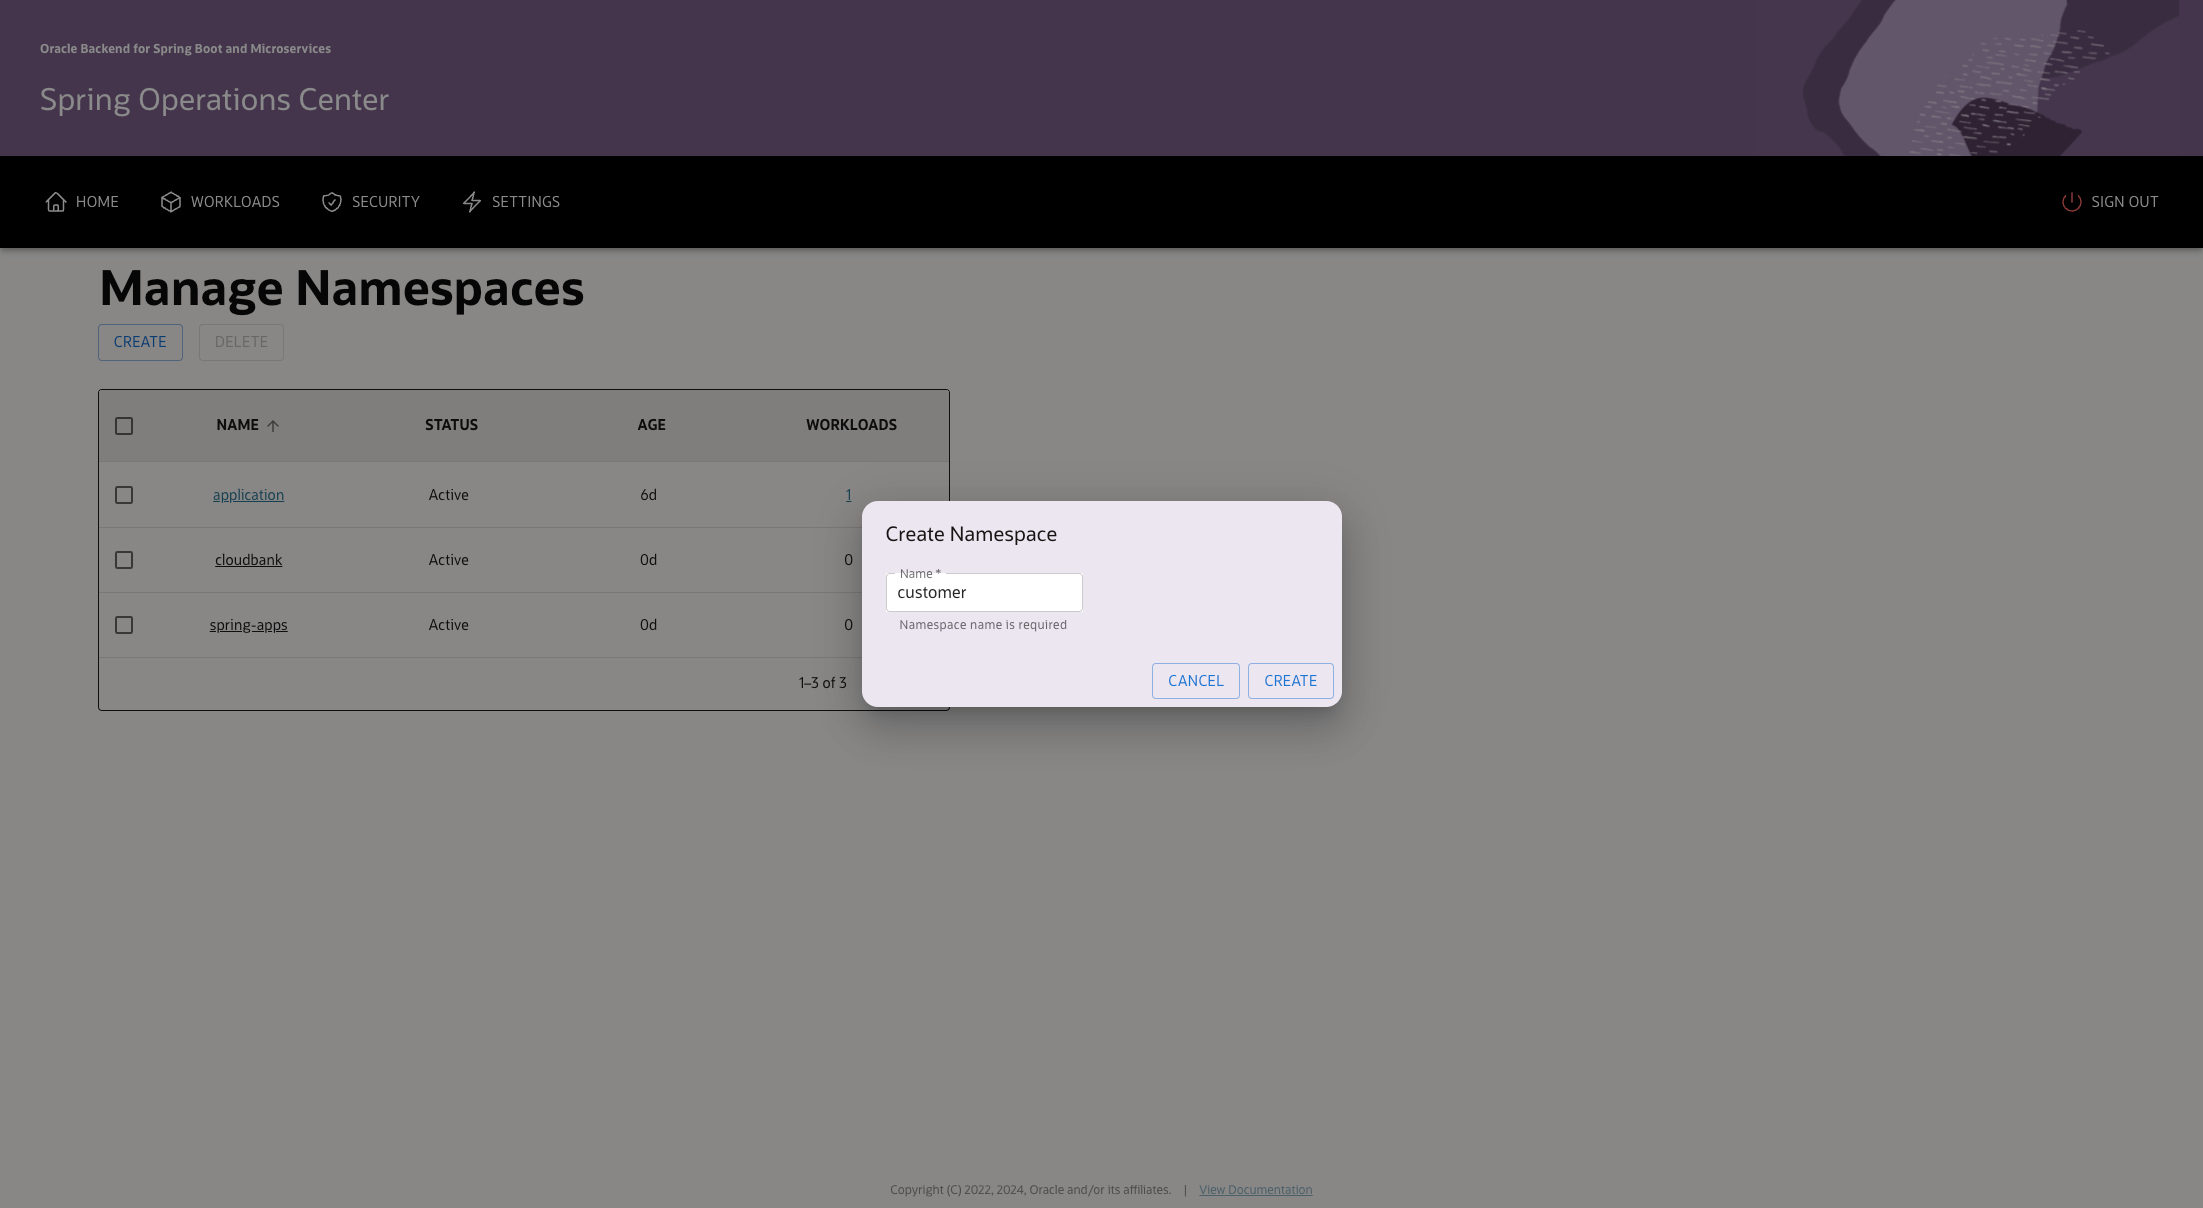 Oracle Backend for Spring Boot and Microservices
Spring Operations Center
HOME WORKLOADS SECURITY SETTINGS SIGN OUT
Manage Namespaces
CREATE DELETE
NAME STATUS AGE WORKLOADS
application Active 6d 1
cloudbank Active 0d 0
spring-apps Active 0d 0
1–3 of 3
Create Namespace
Name *
customer
Namespace name is required
CANCEL CREATE
Copyright (C) 2022, 2024, Oracle and/or its affiliates. | View Documentation